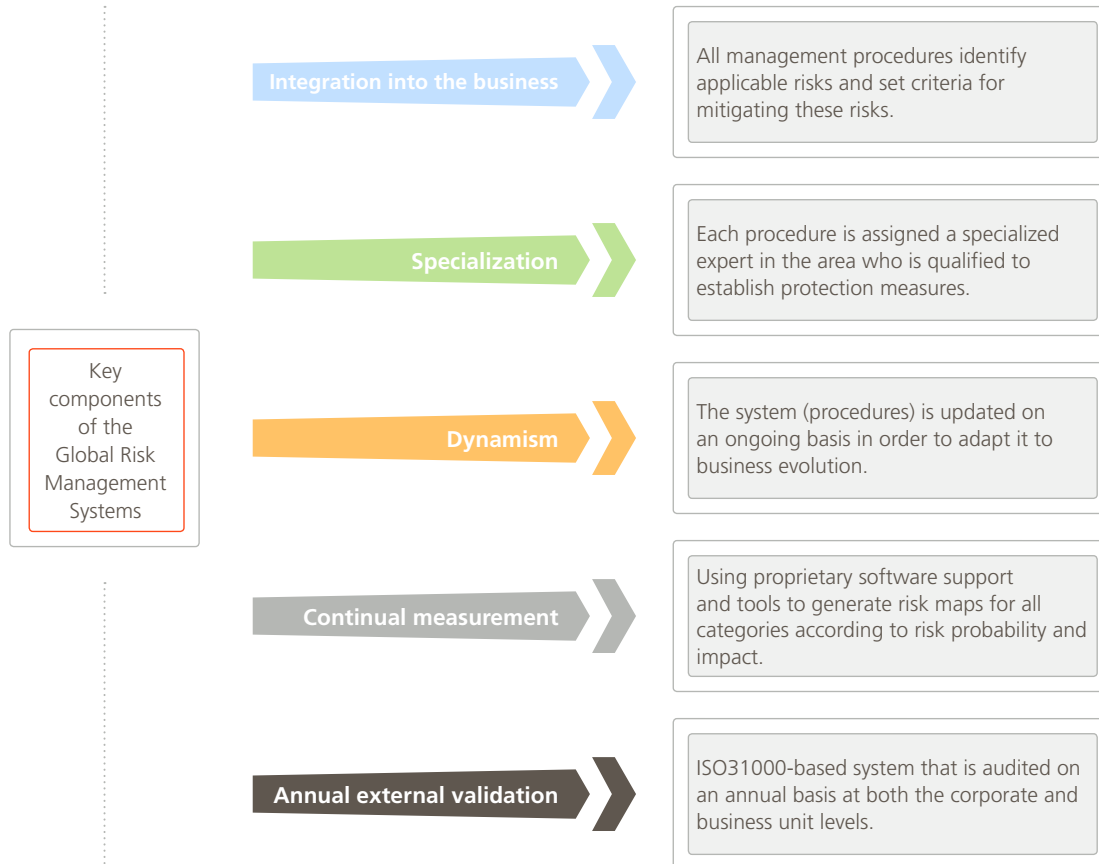 Key
components
of the
Global Risk
Management
Systems
Integration into the business
All management procedures identify
applicable risks and set criteria for
mitigating these risks.
Specialization
Each procedure is assigned a specialized
expert in the area who is qualified to
establish protection measures.
Dynamism
The system (procedures) is updated on
an ongoing basis in order to adapt it to
business evolution.
Continual measurement
Using proprietary software support
and tools to generate risk maps for all
categories according to risk probability and
impact.
Annual external validation
ISO31000-based system that is audited on
an annual basis at both the corporate and
business unit levels.